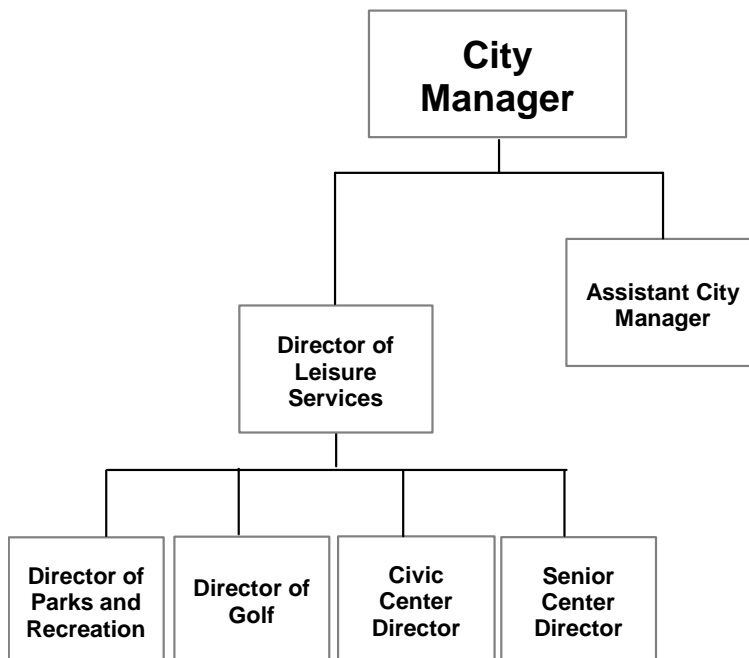 City
Manager
Assistant City
Manager
Director of
Leisure
Services
Director of
Parks and
Recreation
Director of
Golf
Civic
Center
Director
Senior
Center
Director